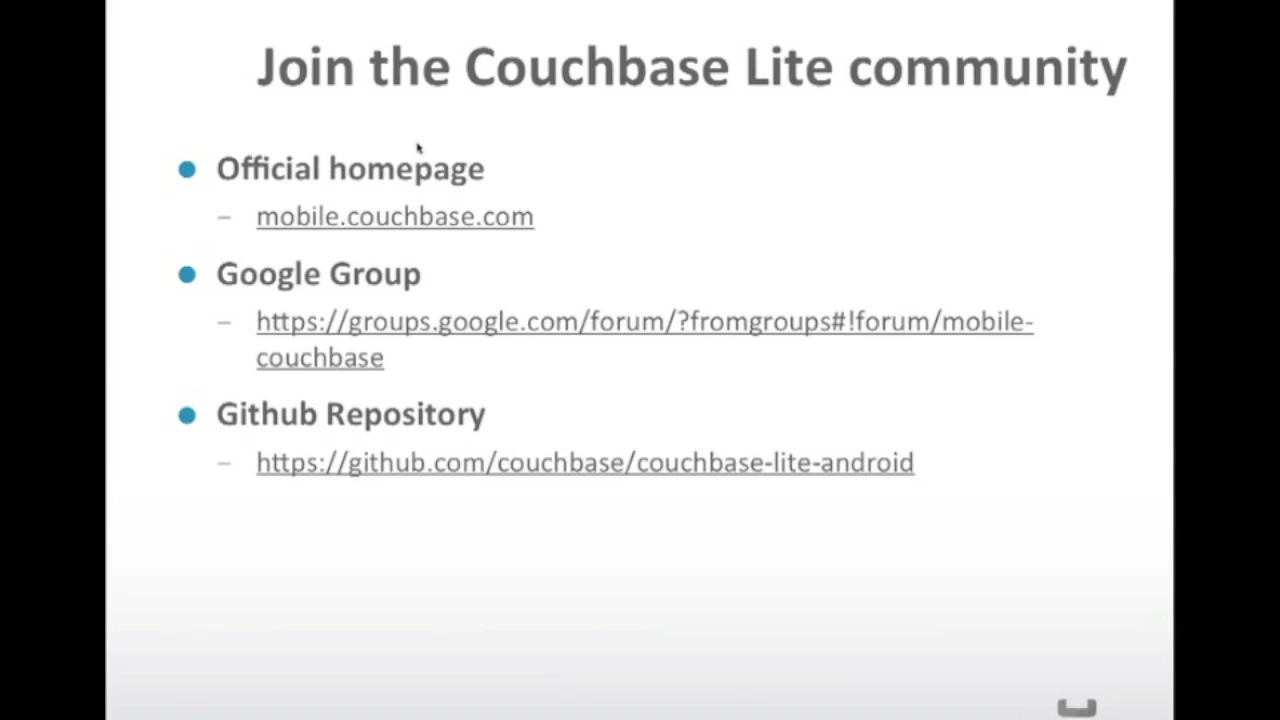 Join the Couchbase Lite community
Official homepage
– mobile.couchbase.com
Google Group
– https://groups.google.com/forum/?fromgroups#!forum/mobile-
couchbase
Github Repository
– https://github.com/couchbase/couchbase-lite-android